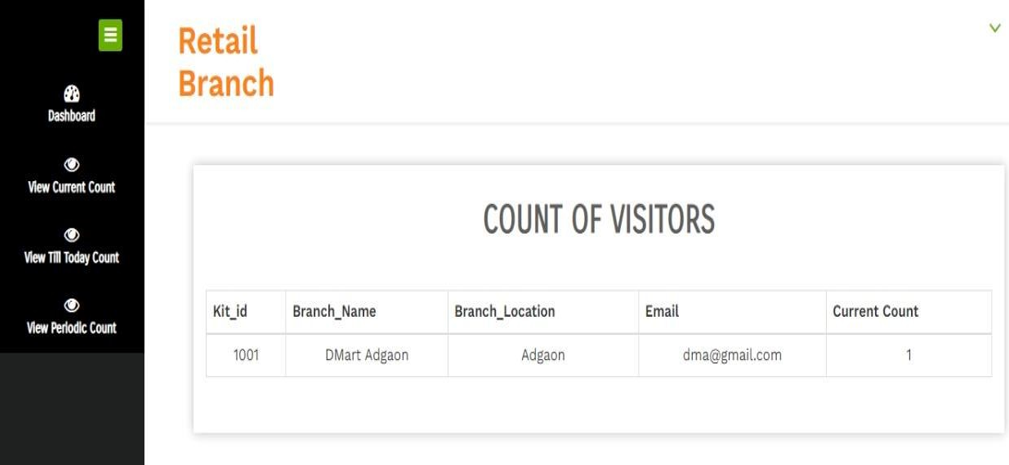 Retail
Branch
Dashboard
View Current Count
View Till Today Count
View Periodic Count
COUNT OF VISITORS
Kit_id Branch_Name Branch_Location Email Current Count
1001 DMart Adgaon Adgaon dma@gmail.com 1